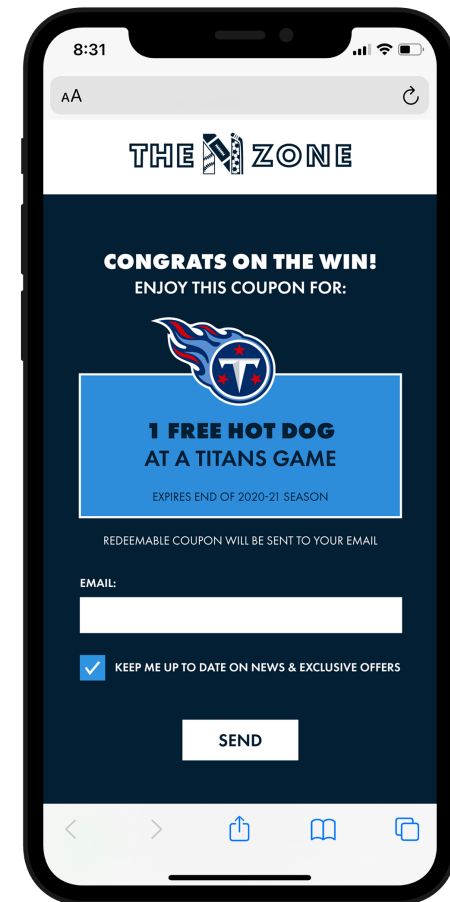 8:31
AA
THE N ZONE
CONGRATS ON THE WIN!
ENJOY THIS COUPON FOR:
T
1 FREE HOT DOG
AT A TITANS GAME
EXPIRES END OF 2020-21 SEASON
REDEEMABLE COUPON WILL BE SENT TO YOUR EMAIL
EMAIL:
KEEP ME UP TO DATE ON NEWS & EXCLUSIVE OFFERS
SEND